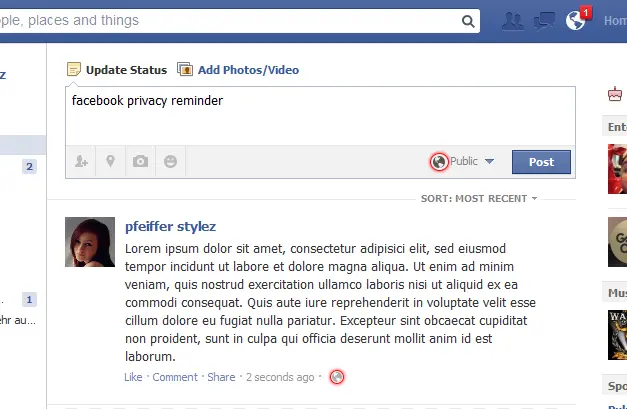 ople, places and things
1
Hom
z
Update Status Add Photos/Video
facebook privacy reminder
Public
Post
2
Ente
SORT: MOST RECENT
pfeiffer stylez
Lorem ipsum dolor sit amet, consectetur adipisici elit, sed eiusmod
tempor incidunt ut labore et dolore magna aliqua. Ut enim ad minim
veniam, quis nostrud exercitation ullamco laboris nisi ut aliquid ex ea
commodi consequat. Quis aute iure reprehenderit in voluptate velit esse
cillum dolore eu fugiat nulla pariatur. Excepteur sint obcaecat cupiditat
non proident, sunt in culpa qui officia deserunt mollit anim id est
laborum.
Like · Comment · Share · 2 seconds ago ·
.. 1
ehr au...
Mus
Spo